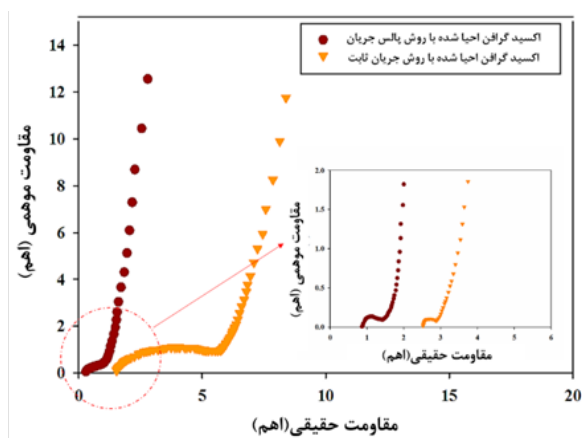 اکسید گرافن احیا شده با روش پالس جریان
اکسید گرافن احیا شده با روش جریان ثابت
14
12
10
8
6
4
2
0
مقاومت موهمی (اهم)
0 5 10 15 20
مقاومت حقیقی(اهم)
2.0
1.5
1.0
0.5
0.0
مقاومت موهمی (اهم)
0 1 2 3 4 5 6
مقاومت حقیقی(اهم)